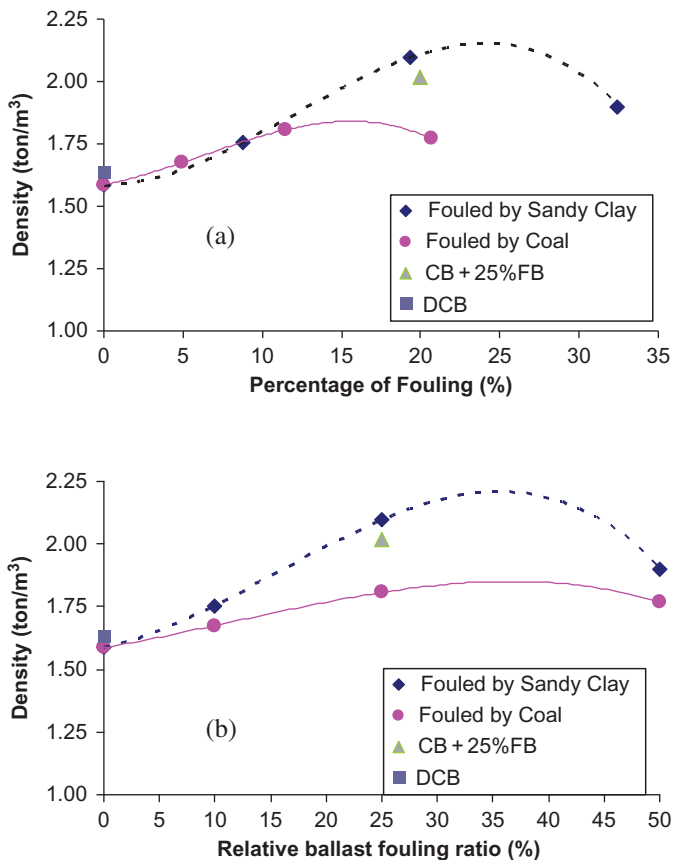 2.25
2.00
1.75
1.50
1.25
1.00
Density (ton/m³)
(a)
Fouled by Sandy Clay
Fouled by Coal
CB + 25%FB
DCB
0 5 10 15 20 25 30 35
Percentage of Fouling (%)
2.25
2.00
1.75
1.50
1.25
1.00
Density (ton/m³)
(b)
Fouled by Sandy Clay
Fouled by Coal
CB + 25%FB
DCB
0 5 10 15 20 25 30 35 40 45 50
Relative ballast fouling ratio (%)